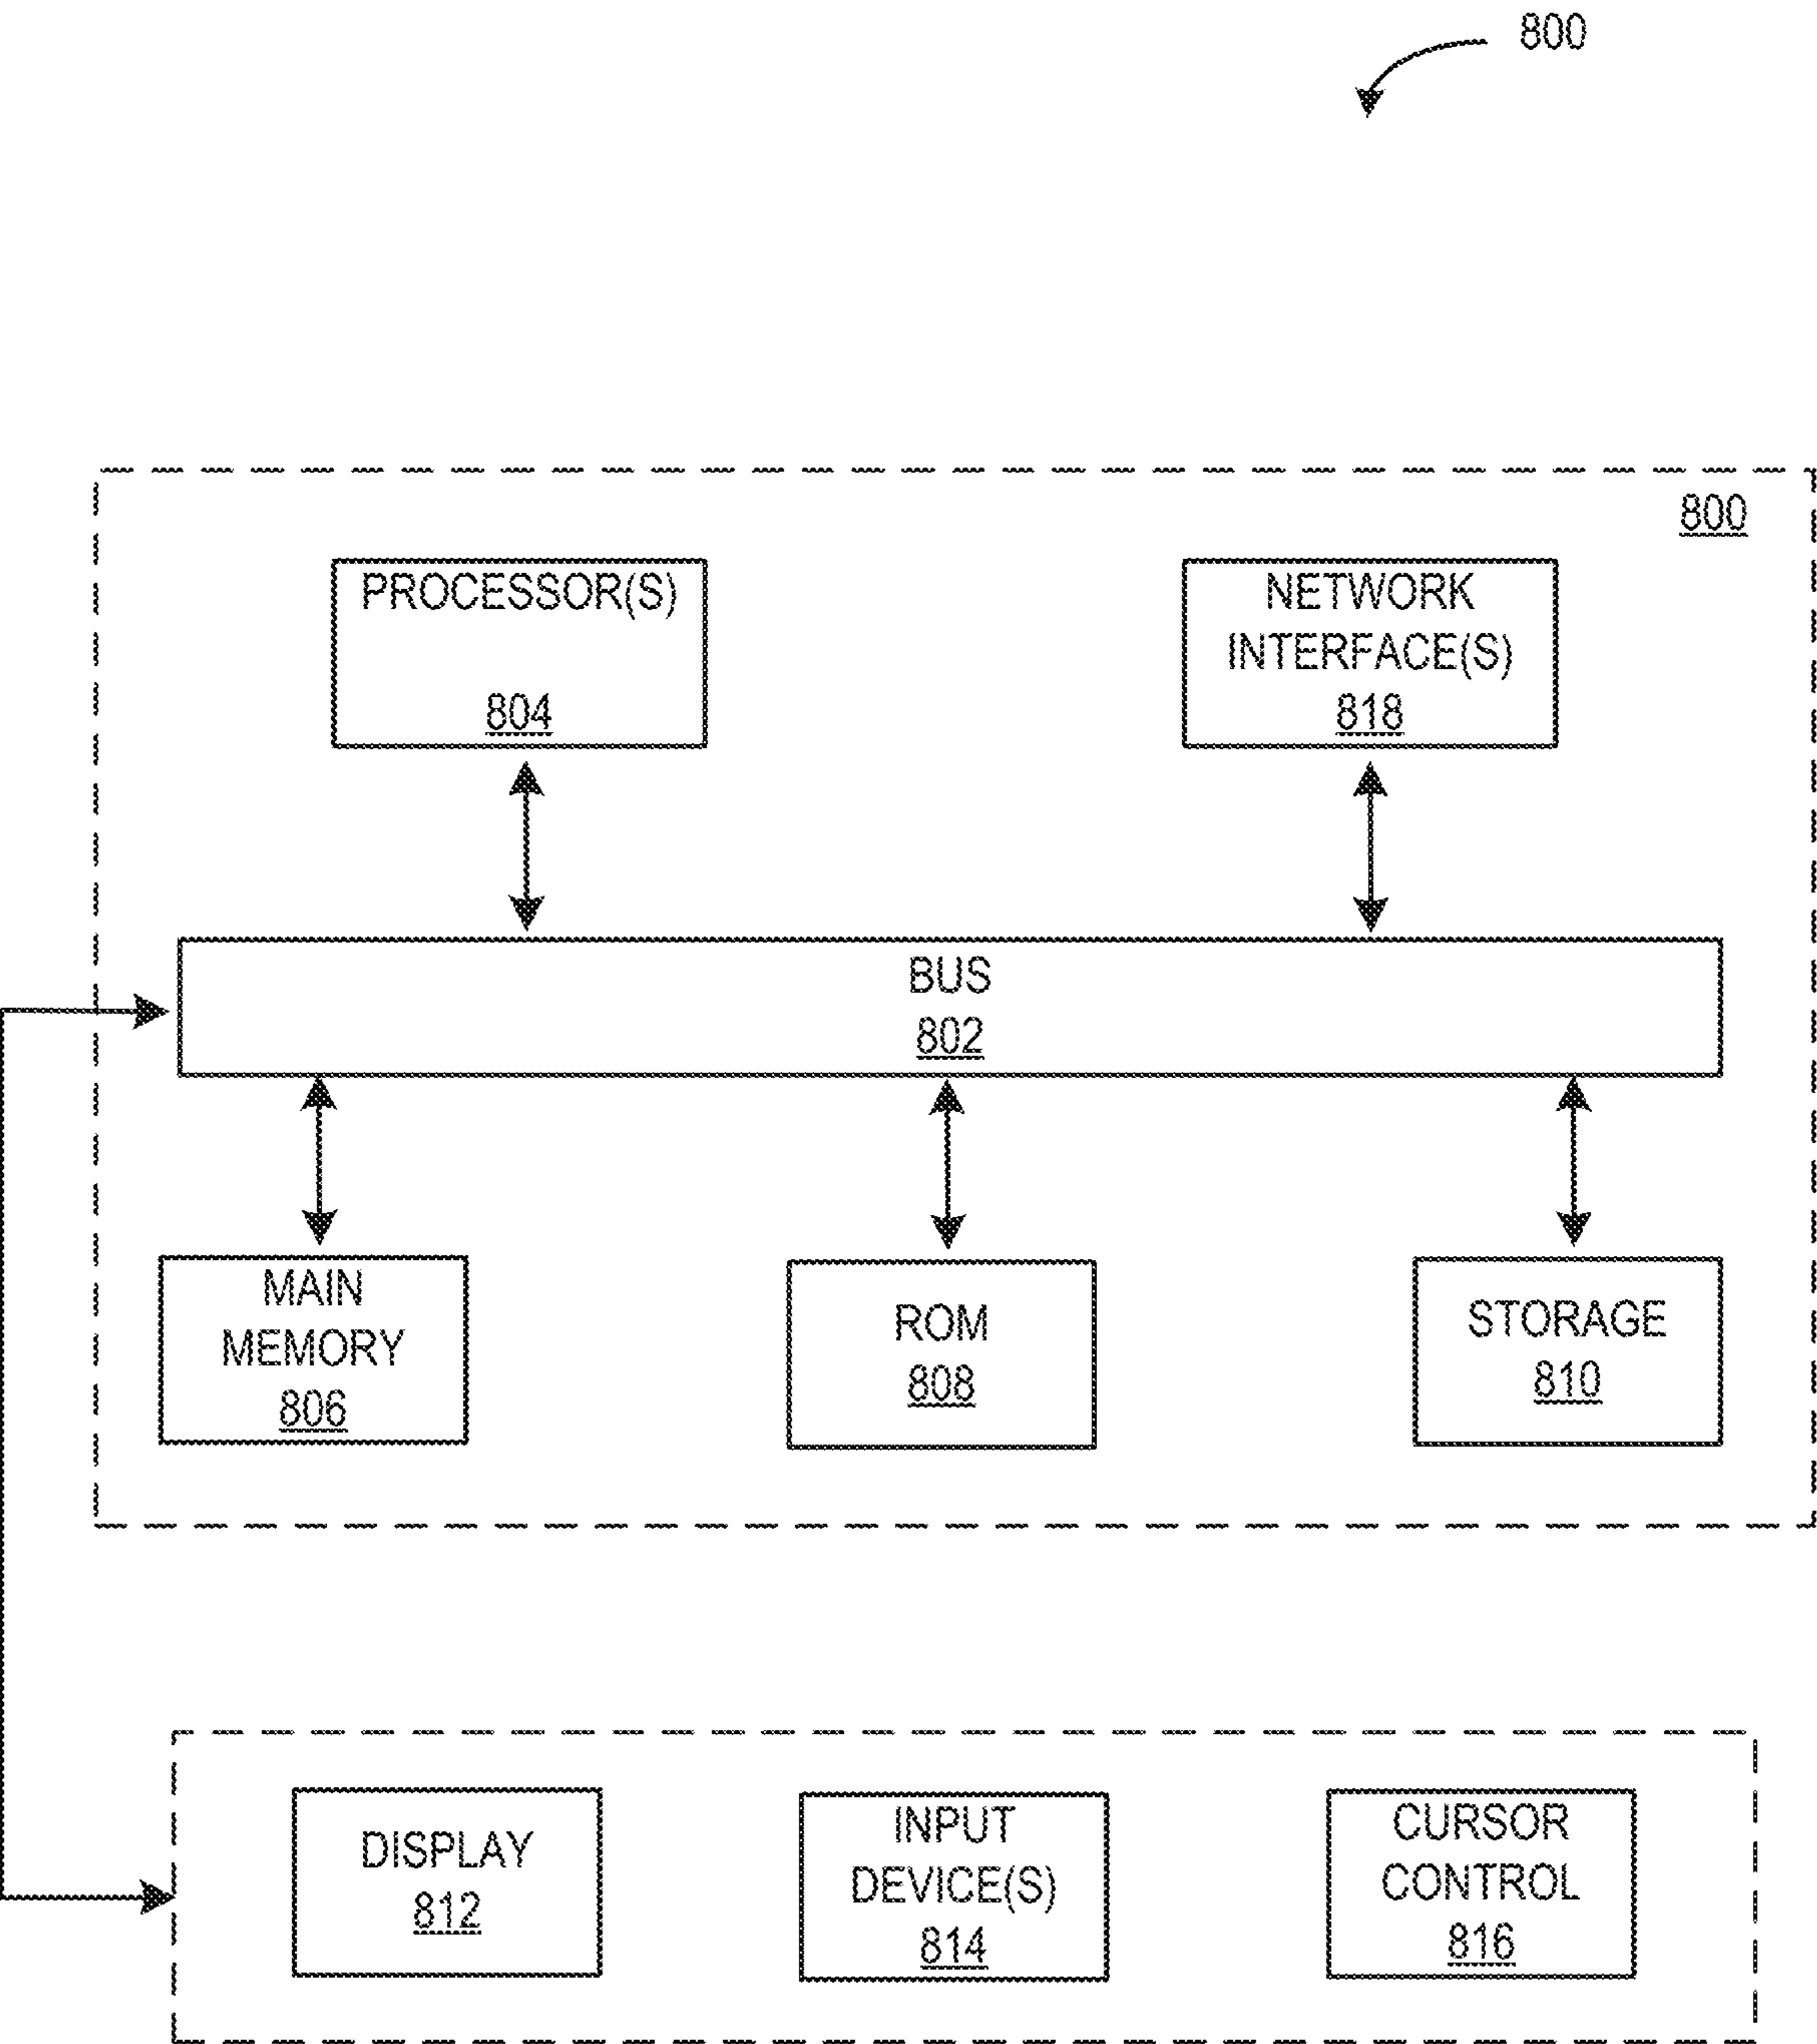 800
800
PROCESSOR(S)
804
NETWORK
INTERFACE(S)
818
BUS
802
MAIN
MEMORY
806
ROM
808
STORAGE
810
DISPLAY
812
INPUT
DEVICE(S)
814
CURSOR
CONTROL
816